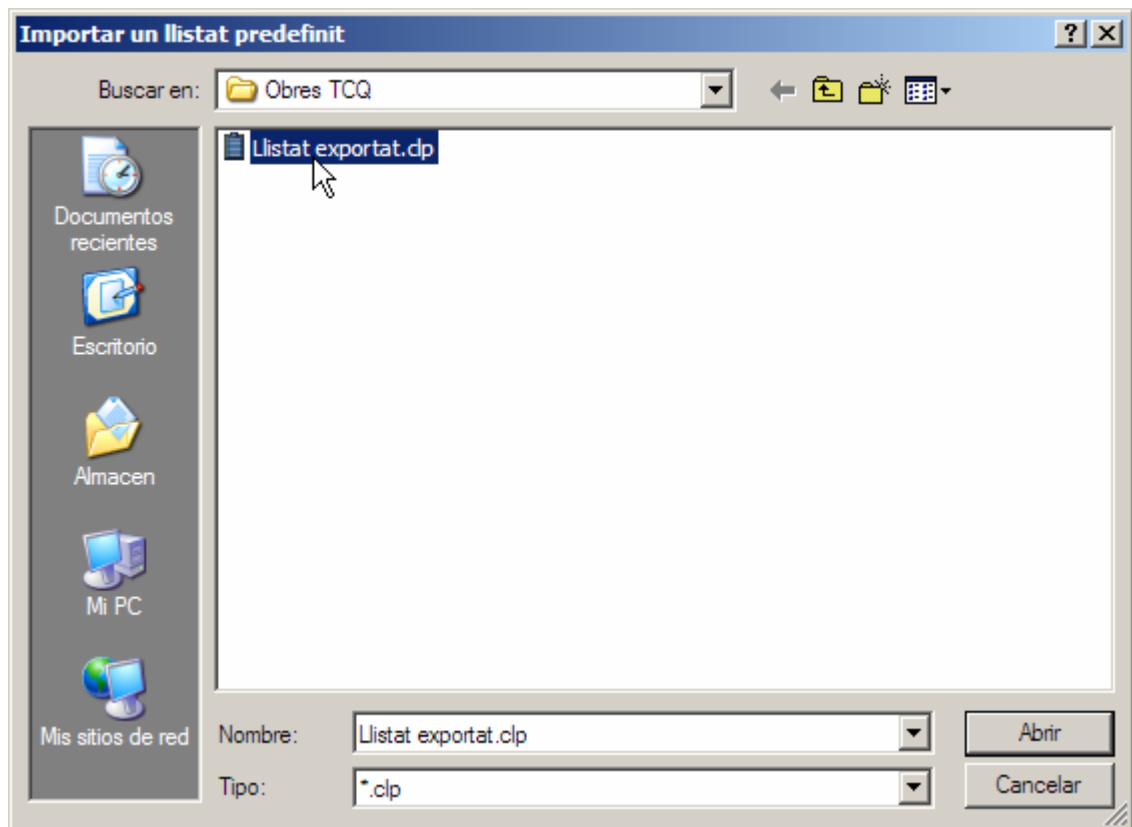 Importar un llistat predefinit
Buscar en:
Obres TCQ
Llistat exportat.clp
Documentos
recientes
Escritorio
Almacen
Mi PC
Mis sitios de red
Nombre:
Llistat exportat.clp
Abrir
Tipo:
*.clp
Cancelar